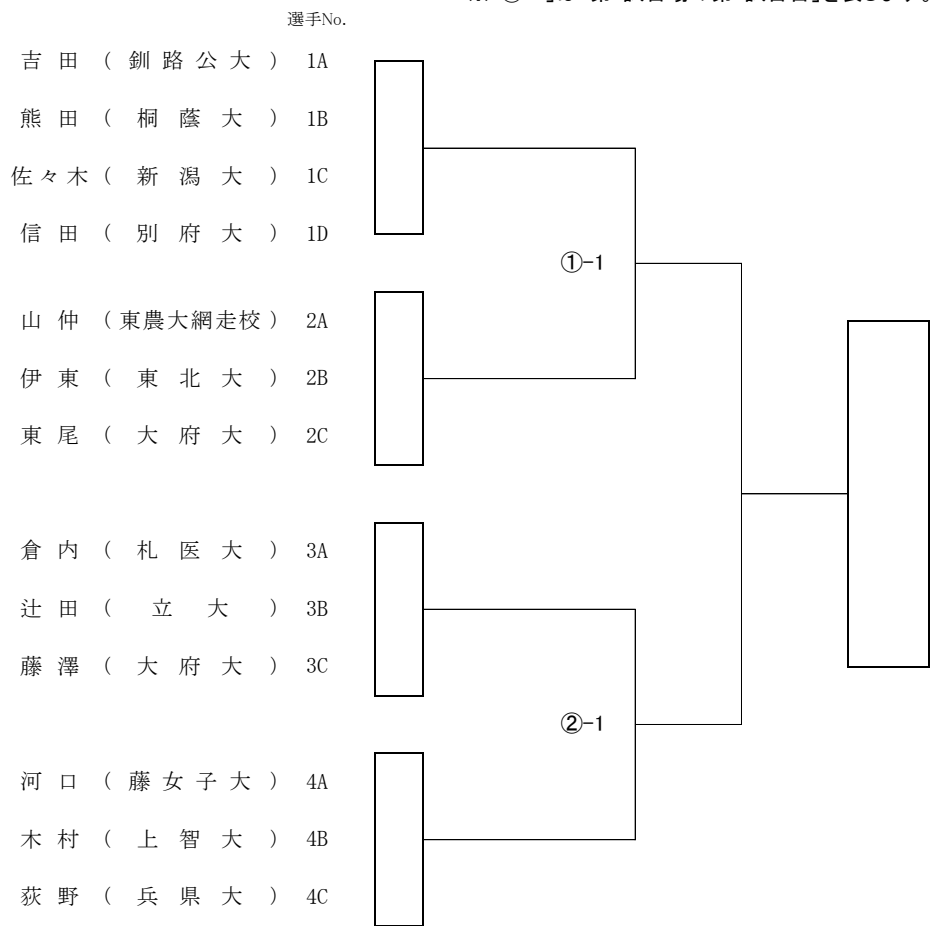 選手No.
吉田(釧路公大) 1A
熊田(桐蔭大) 1B
佐々木(新潟大) 1C
信田(別府大) 1D
①-1
山仲(東農大網走校) 2A
伊東(東北大) 2B
東尾(大府大) 2C
倉内(札医大) 3A
辻田(立大) 3B
藤澤(大府大) 3C
②-1
河口(藤女子大) 4A
木村(上智大) 4B
荻野(兵県大) 4C